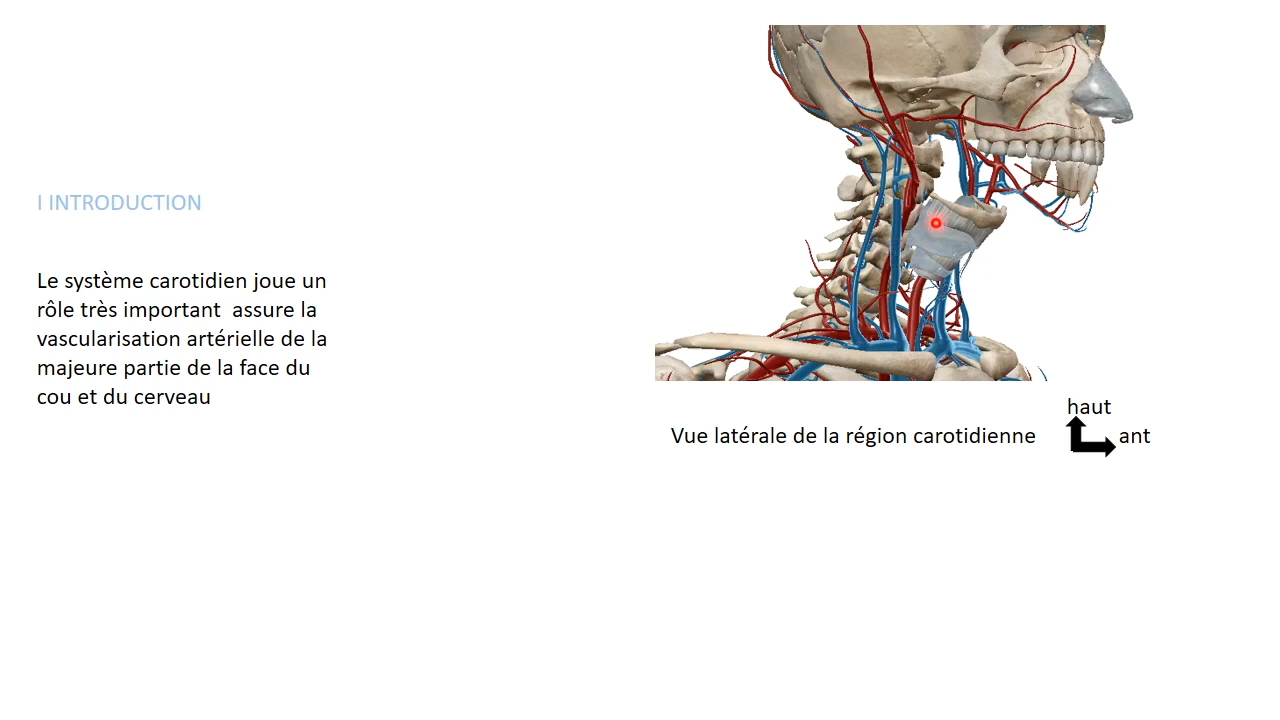 I INTRODUCTION
Le système carotidien joue un
rôle très important  assure la
vascularisation artérielle de la
majeure partie de la face du
cou et du cerveau
haut
Vue latérale de la région carotidienne
ant